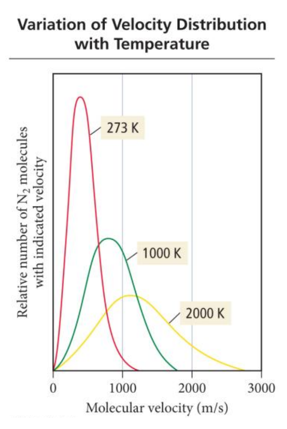 Variation of Velocity Distribution
with Temperature
Relative number of N₂ molecules
with indicated velocity
273 K
1000 K
2000 K
0 1000 2000 3000
Molecular velocity (m/s)